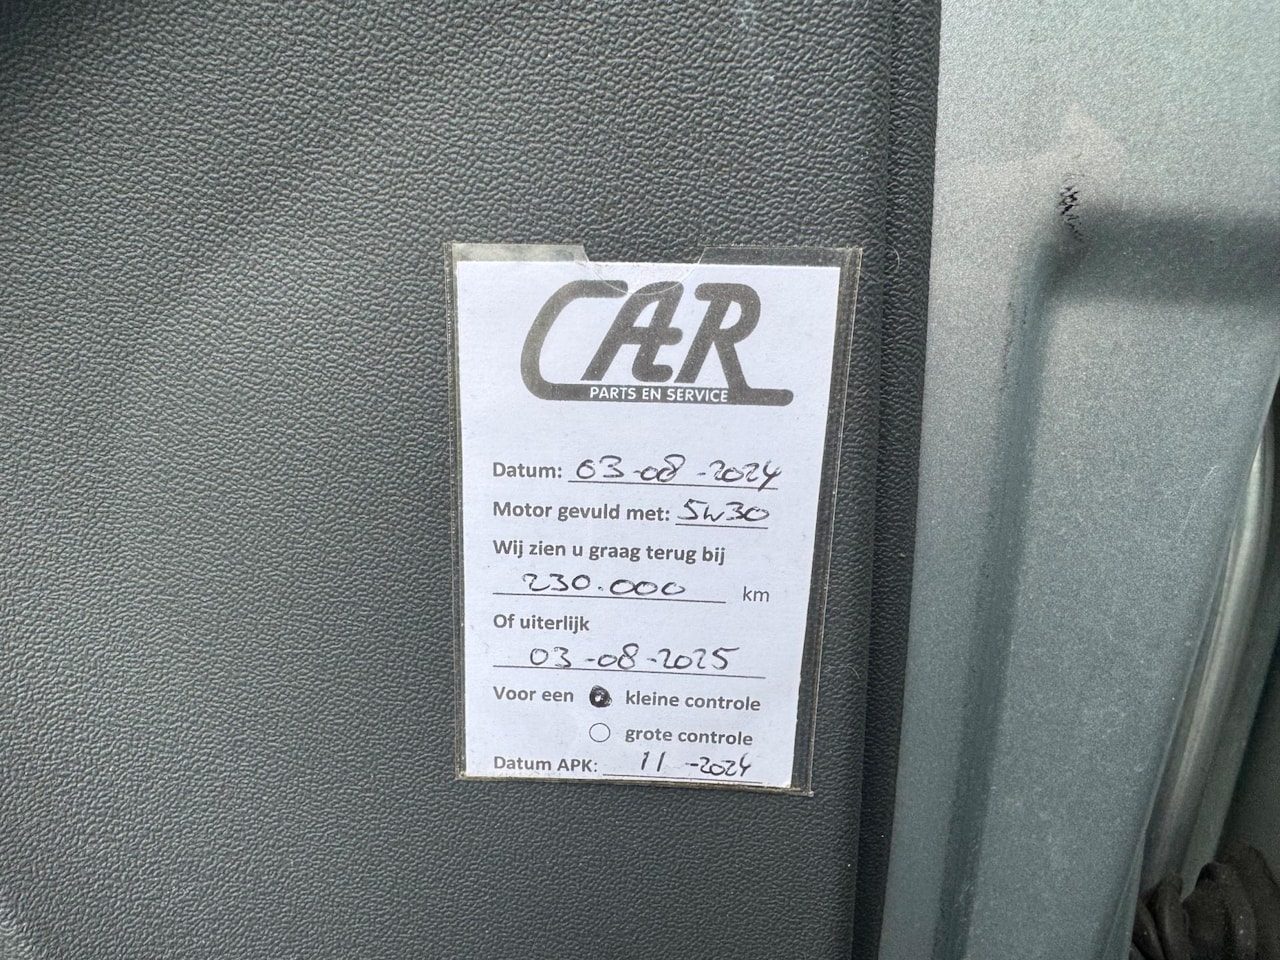 CAR
PARTS EN SERVICE
Datum: 03-08-2024
Motor gevuld met: 5w30
Wij zien u graag terug bij
230.000 km
Of uiterlijk
03-08-2025
Voor een kleine controle
grote controle
Datum APK: 11-2024